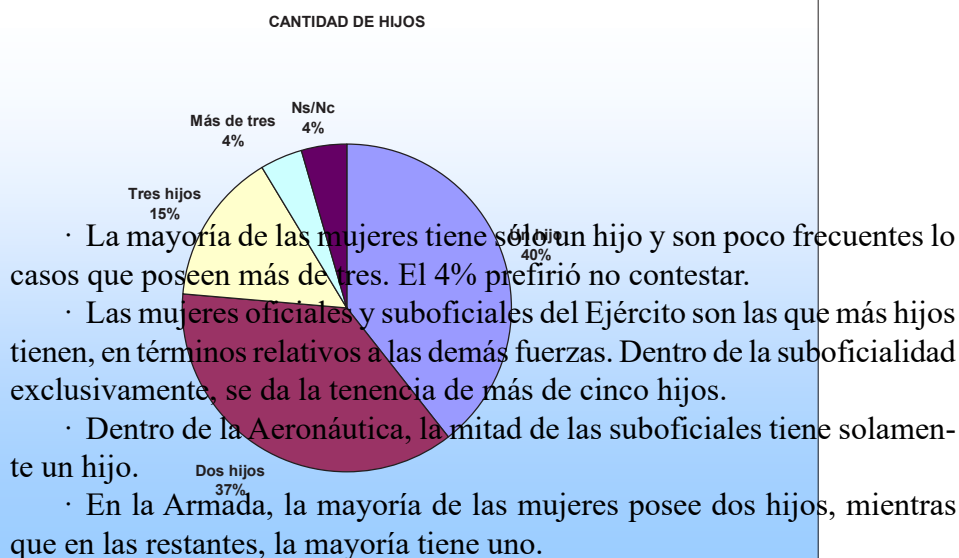 CANTIDAD DE HIJOS
Ns/Nc
4%
Más de tres
4%
Tres hijos
15%
Un hijo
40%
Dos hijos
37%
· La mayoría de las mujeres tiene sólo un hijo y son poco frecuentes lo
casos que poseen más de tres. El 4% prefirió no contestar.
· Las mujeres oficiales y suboficiales del Ejército son las que más hijos
tienen, en términos relativos a las demás fuerzas. Dentro de la suboficialidad
exclusivamente, se da la tenencia de más de cinco hijos.
· Dentro de la Aeronáutica, la mitad de las suboficiales tiene solamen-
te un hijo.
· En la Armada, la mayoría de las mujeres posee dos hijos, mientras
que en las restantes, la mayoría tiene uno.